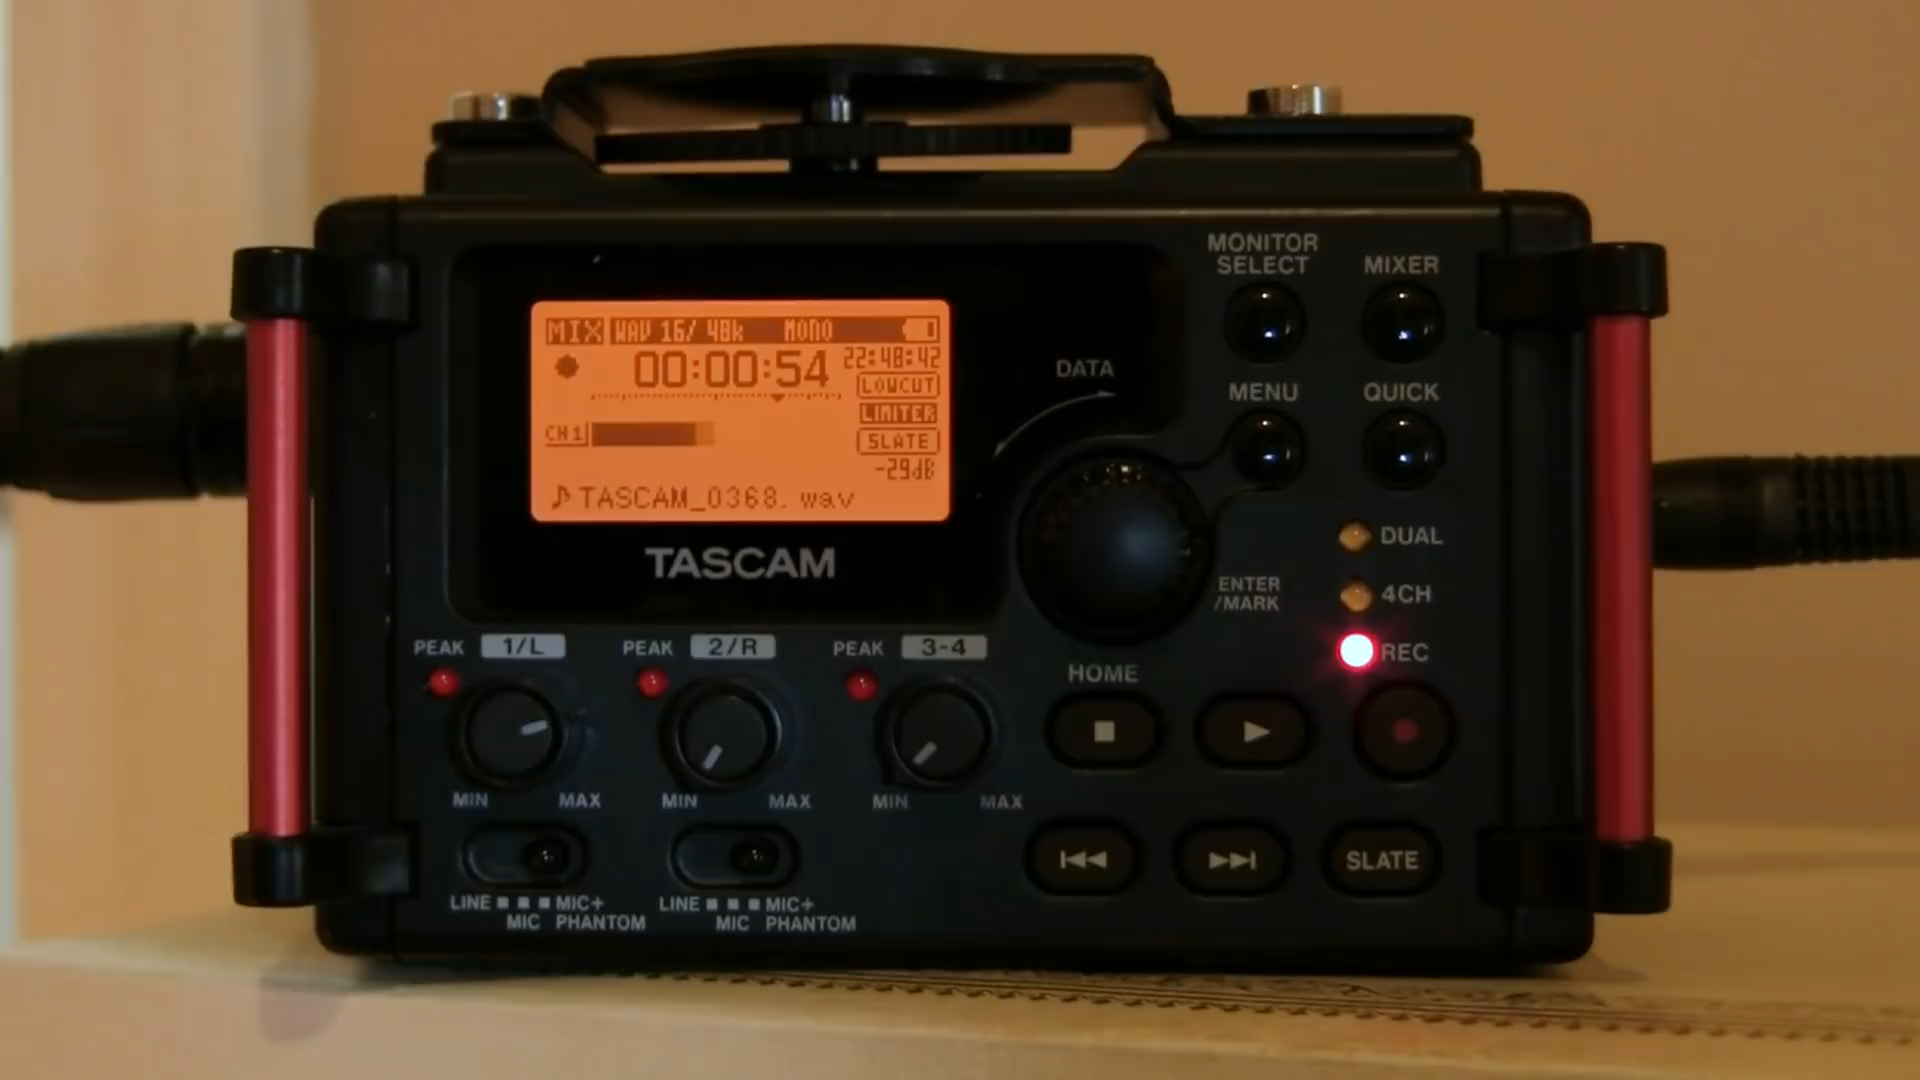 MONITOR
SELECT
MIXER
MIX WAV 16/ 48k MONO
00:00:54
22:48:42
LOWCUT
LIMITER
CH1
SLATE
-29dB
TASCAM_0368.wav
DATA
MENU
QUICK
TASCAM
DUAL
ENTER
/MARK
4CH
REC
PEAK 1/L
PEAK 2/R
PEAK 3-4
HOME
MIN MAX
MIN MAX
MIN MAX
SLATE
LINE MIC+
MIC PHANTOM
LINE MIC+
MIC PHANTOM